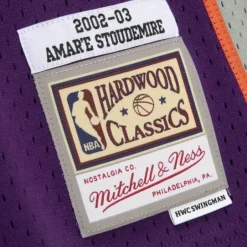 2002-03
AMAR'E STOUDEMIRE
HARDWOOD
CLASSICS
NBA
NOSTALGIA CO.
Mitchell & Ness
PHILADELPHIA, PA.
HWC SWINGMAN